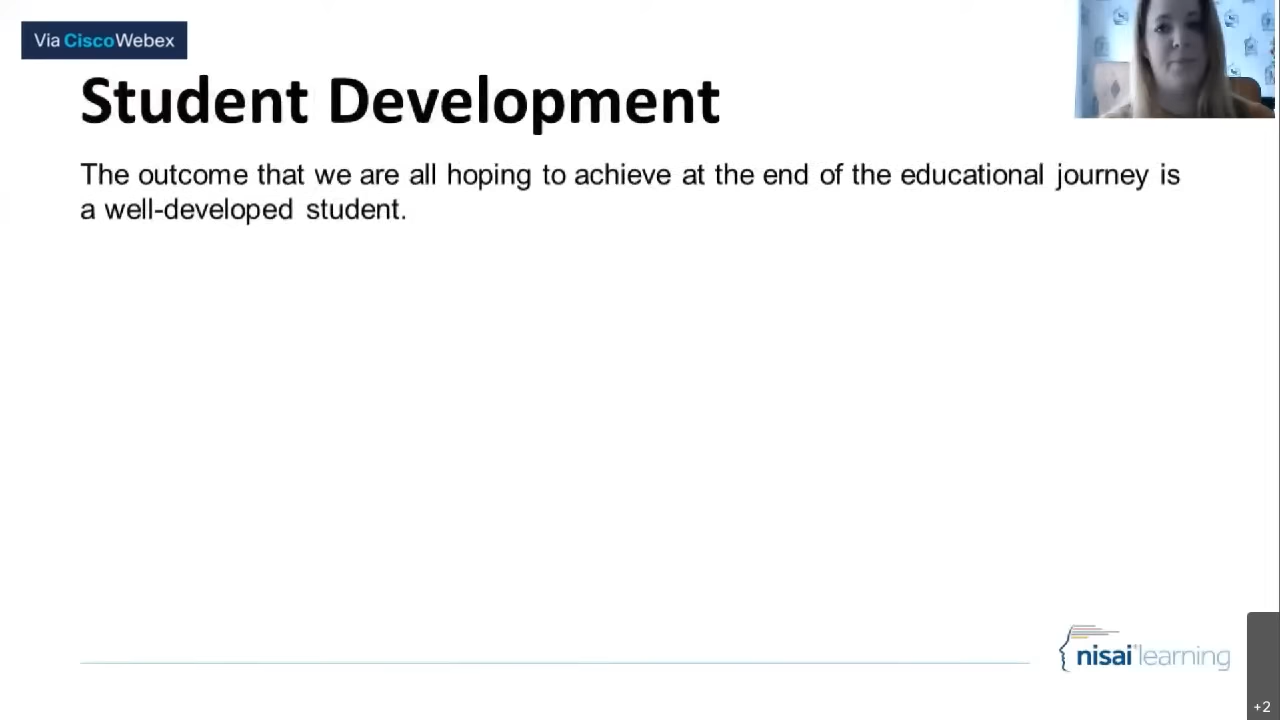 Via CiscoWebex
Student Development
The outcome that we are all hoping to achieve at the end of the educational journey is
a well-developed student.
nisai learning
+2